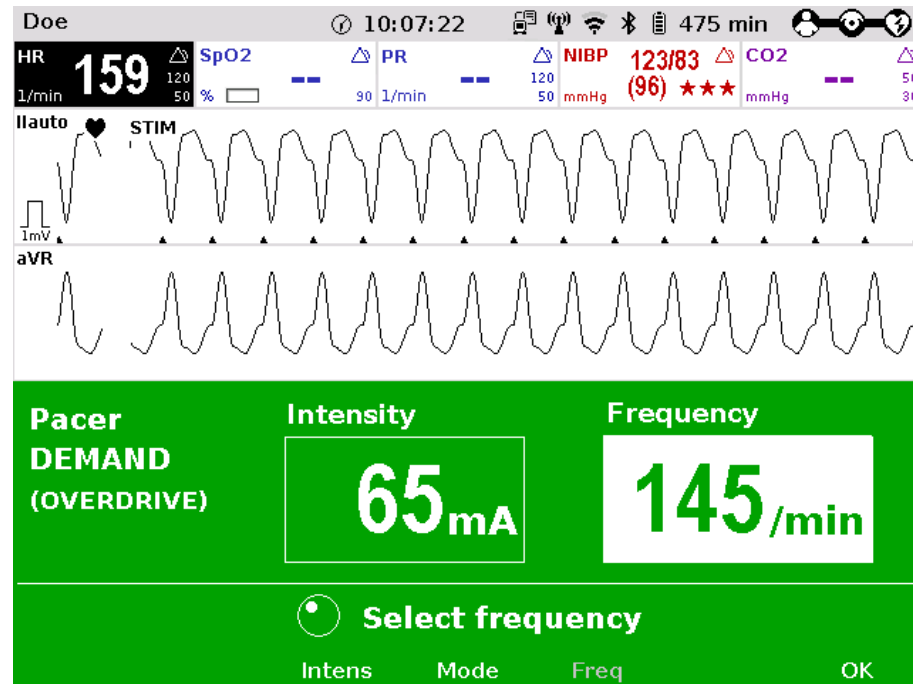 Doe 10:07:22 475 min
HR 159 120 50 1/min
SpO2 -- % 90
PR -- 120 50 1/min
NIBP 123/83 (96) ★★★ mmHg
CO2 -- mmHg
IIauto STIM
1mV
aVR
Pacer
DEMAND
(OVERDRIVE)
Intensity
65 mA
Frequency
145 /min
Select frequency
Intens Mode Freq OK